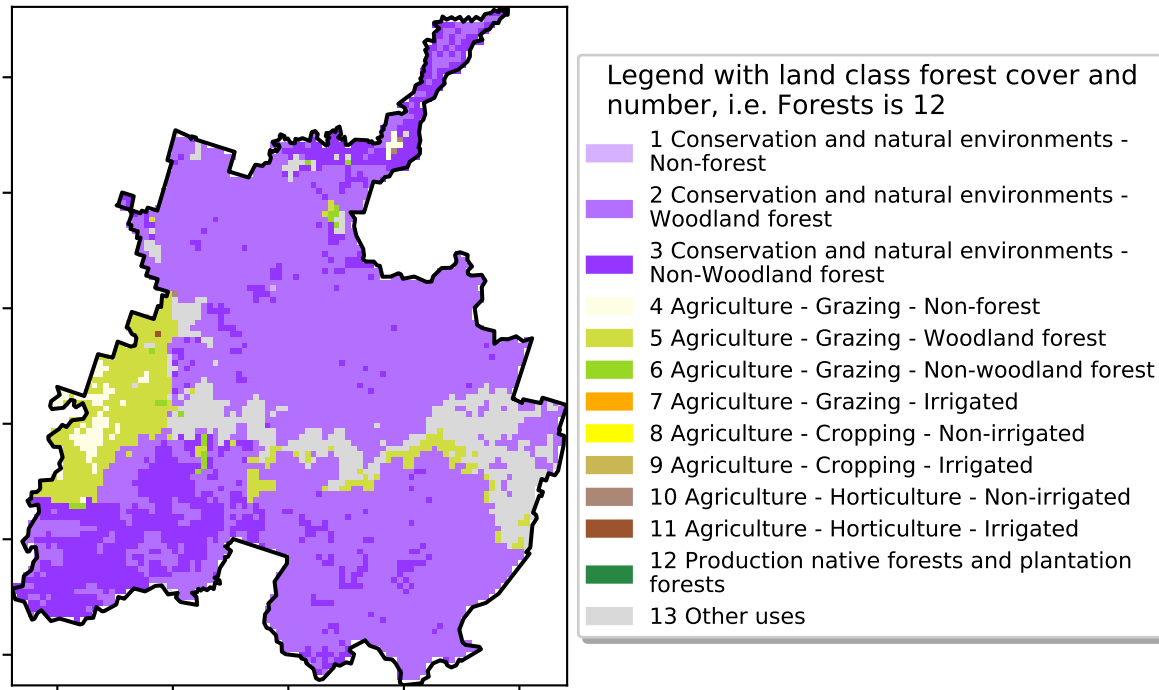 Legend with land class forest cover and
number, i.e. Forests is 12
1 Conservation and natural environments -
Non-forest
2 Conservation and natural environments -
Woodland forest
3 Conservation and natural environments -
Non-Woodland forest
4 Agriculture - Grazing - Non-forest
5 Agriculture - Grazing - Woodland forest
6 Agriculture - Grazing - Non-woodland forest
7 Agriculture - Grazing - Irrigated
8 Agriculture - Cropping - Non-irrigated
9 Agriculture - Cropping - Irrigated
10 Agriculture - Horticulture - Non-irrigated
11 Agriculture - Horticulture - Irrigated
12 Production native forests and plantation
forests
13 Other uses